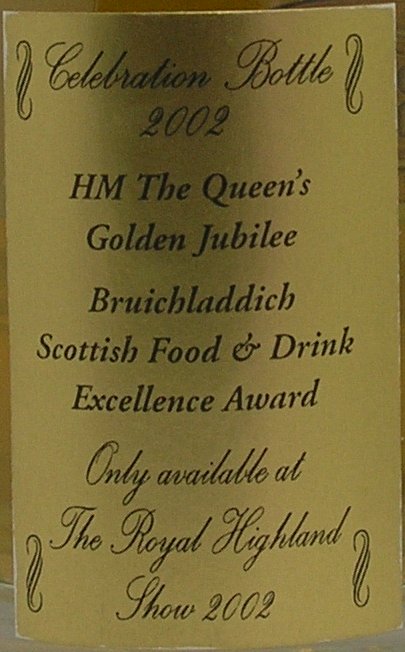 Celebration Bottle
2002
HM The Queen's
Golden Jubilee
Bruichladdich
Scottish Food & Drink
Excellence Award
Only available at
The Royal Highland
Show 2002